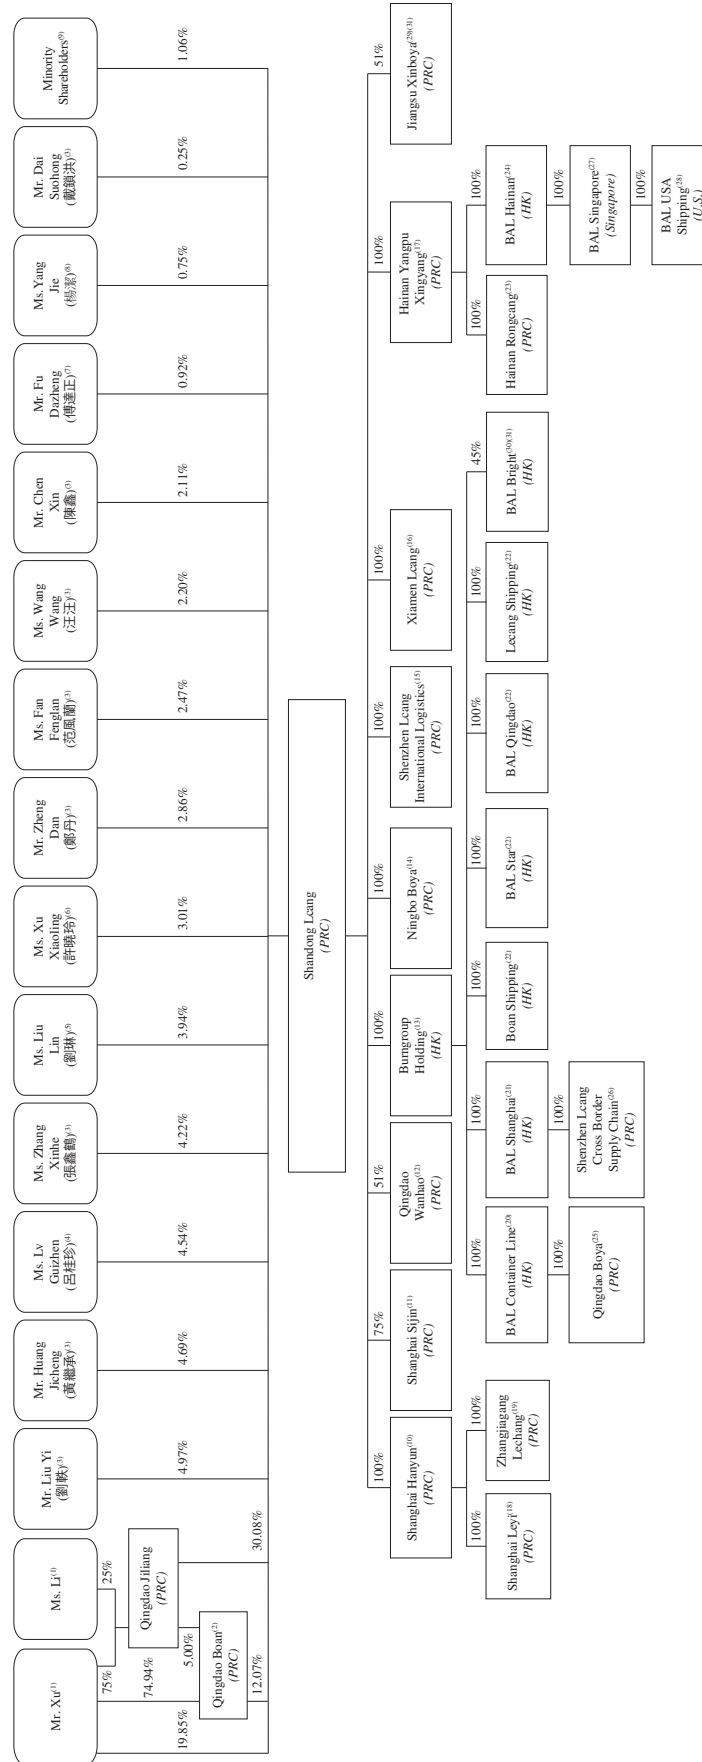 Mr. Xu(1)
Ms. Li(1)
Mr. Liu Yi
(劉軼)(3)
Mr. Huang
Jicheng
(黃繼承)(3)
Ms. Lv
Guizhen
(呂桂珍)(4)
Ms. Zhang
Xinhe
(張鑫鶴)(3)
Ms. Liu
Lin
(劉琳)(5)
Ms. Xu
Xiaoling
(許曉玲)(6)
Mr. Zheng
Dan
(鄭丹)(3)
Ms. Fan
Fenglan
(范風蘭)(3)
Ms. Wang
Wang
(汪汪)(3)
Mr. Chen
Xin
(陳鑫)(3)
Mr. Fu
Dazheng
(傅達正)(7)
Ms.Yang
Jie
(楊潔)(8)
Mr. Dai
Suohong
(戴鎖洪)(3)
Minority
Shareholders(9)
75%
25%
Qingdao Jiliang
(PRC)
74.94%
5.00%
Qingdao Boan(2)
(PRC)
19.85%
12.07%
30.08%
4.97%
4.69%
4.54%
4.22%
3.94%
3.01%
2.86%
2.47%
2.20%
2.11%
0.92%
0.75%
0.25%
1.06%
Shandong Lcang
(PRC)
100%
75%
51%
100%
100%
100%
100%
100%
51%
Shanghai Hanyun(10)
(PRC)
Shanghai Sijin(11)
(PRC)
Qingdao
Wanhao(12)
(PRC)
Burngroup
Holding(13)
(HK)
Ningbo Boya(14)
(PRC)
Shenzhen Lcang
International Logistics(15)
(PRC)
Xiamen Lcang(16)
(PRC)
Hainan Yangpu
Xingyang(17)
(PRC)
Jiangsu Xinboya(29)(31)
(PRC)
100%
100%
100%
100%
100%
100%
100%
100%
45%
100%
100%
Shanghai Leyi(18)
(PRC)
Zhangjiagang
Lechang(19)
(PRC)
BAL Container Line(20)
(HK)
BAL Shanghai(21)
(HK)
Boan Shipping(22)
(HK)
BAL Star(22)
(HK)
BAL Qingdao(22)
(HK)
Lecang Shipping(22)
(HK)
BAL Bright(30)(31)
(HK)
Hainan Rongcang(23)
(PRC)
BAL Hainan(24)
(HK)
100%
100%
100%
Qingdao Boya(25)
(PRC)
Shenzhen Lcang
Cross Border
Supply Chain(26)
(PRC)
BAL Singapore(27)
(Singapore)
100%
BAL USA
Shipping(28)
(U.S.)